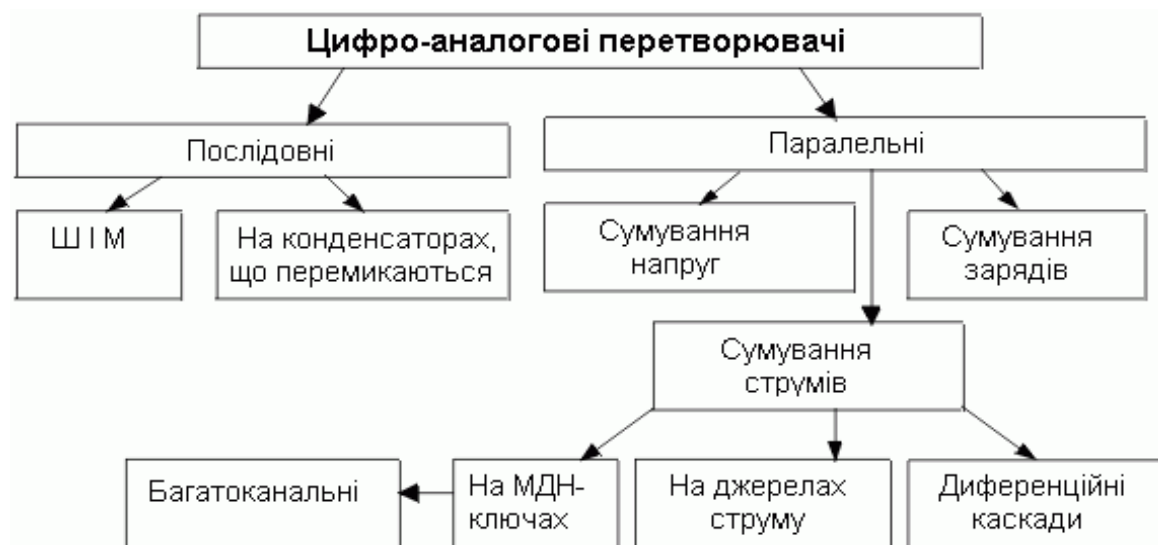 Цифро-аналогові перетворювачі
Послідовні
Паралельні
Ш І М
На конденсаторах,
що перемикаються
Сумування
напруг
Сумування
зарядів
Сумування
струмів
Багатоканальні
На МДН-
ключах
На джерелах
струму
Диференційні
каскади